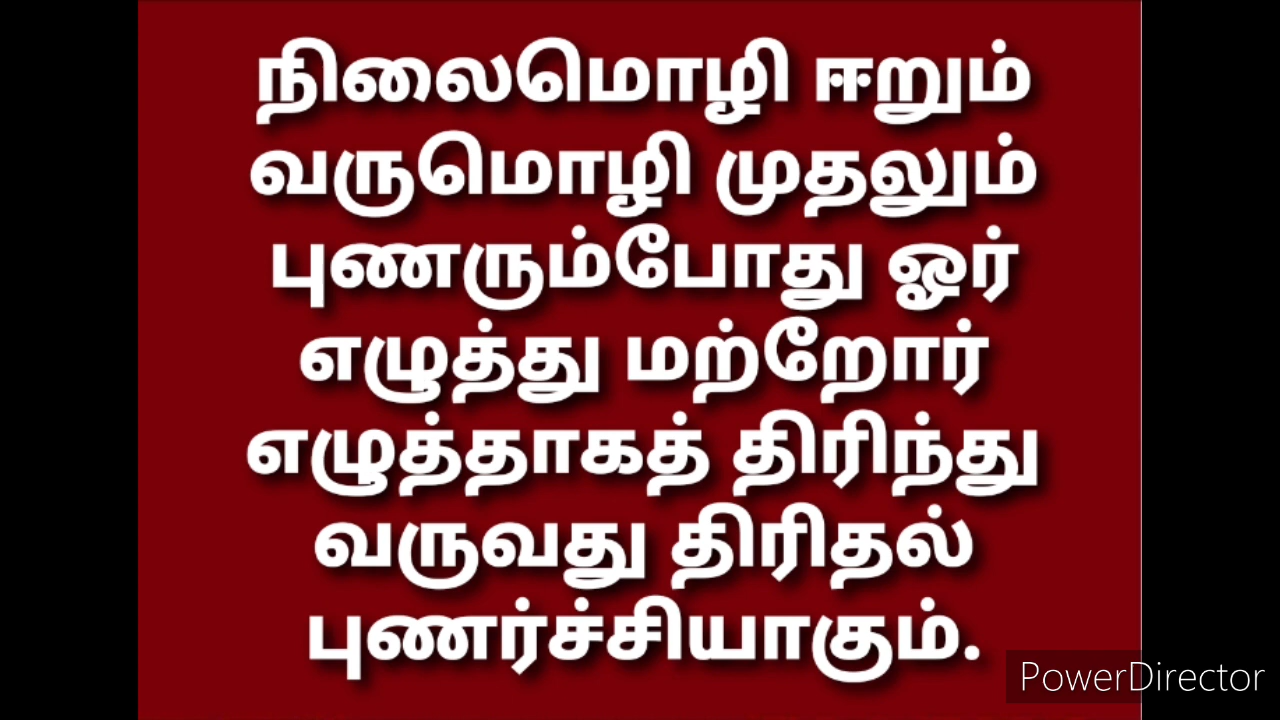 நிலைமொழி ஈறும்
வருமொழி முதலும்
புணரும்போது ஓர்
எழுத்து மற்றோர்
எழுத்தாகத் திரிந்து
வருவது திரிதல்
புணர்ச்சியாகும்.
PowerDirector